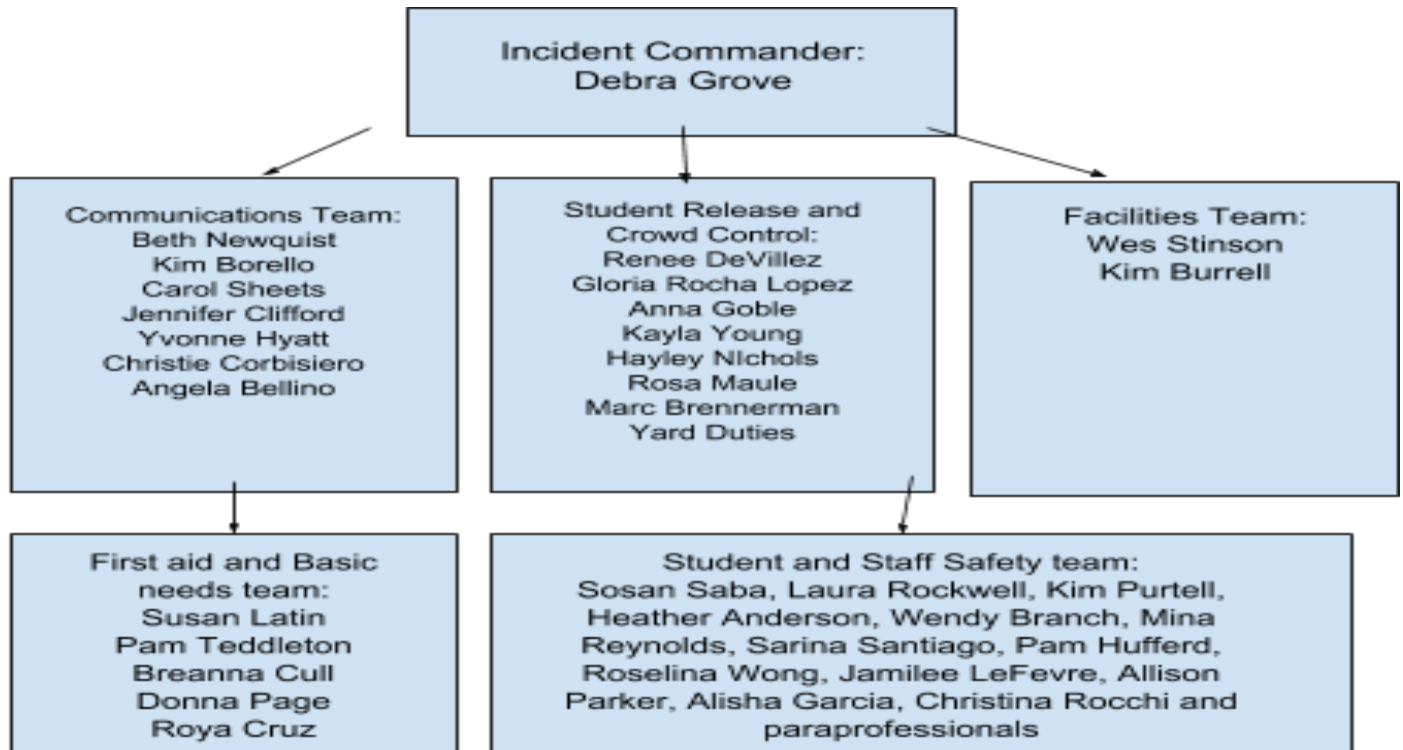 Incident Commander:
Debra Grove
Communications Team:
Beth Newquist
Kim Borello
Carol Sheets
Jennifer Clifford
Yvonne Hyatt
Christie Corbisiero
Angela Bellino
Student Release and
Crowd Control:
Renee DeVillez
Gloria Rocha Lopez
Anna Goble
Kayla Young
Hayley NIchols
Rosa Maule
Marc Brennerman
Yard Duties
Facilities Team:
Wes Stinson
Kim Burrell
First aid and Basic
needs team:
Susan Latin
Pam Teddleton
Breanna Cull
Donna Page
Roya Cruz
Student and Staff Safety team:
Sosan Saba, Laura Rockwell, Kim Purtell,
Heather Anderson, Wendy Branch, Mina
Reynolds, Sarina Santiago, Pam Hufferd,
Roselina Wong, Jamilee LeFevre, Allison
Parker, Alisha Garcia, Christina Rocchi and
paraprofessionals